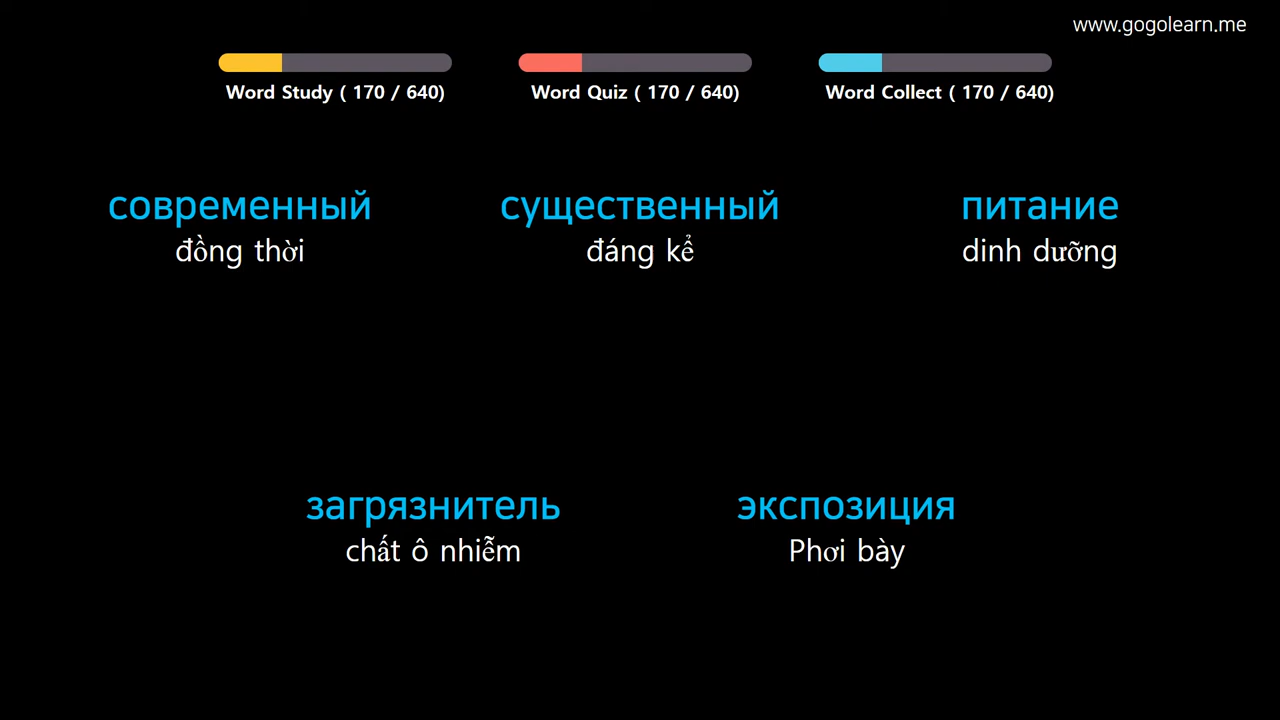 www.gogolearn.me
Word Study ( 170 / 640)
Word Quiz ( 170 / 640)
Word Collect ( 170 / 640)
современный
đồng thời
существенный
đáng kể
питание
dinh dưỡng
загрязнитель
chất ô nhiễm
экспозиция
Phơi bày